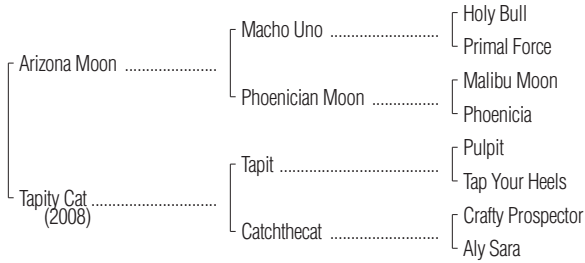 Holy Bull
Macho Uno ......................
Primal Force
Arizona Moon ....................
Malibu Moon
Phoenician Moon .............
Phoenicia
Pulpit
Tapit ................................
Tap Your Heels
Tapity Cat ..........................
(2008)
Crafty Prospector
Catchthecat ......................
Aly Sara